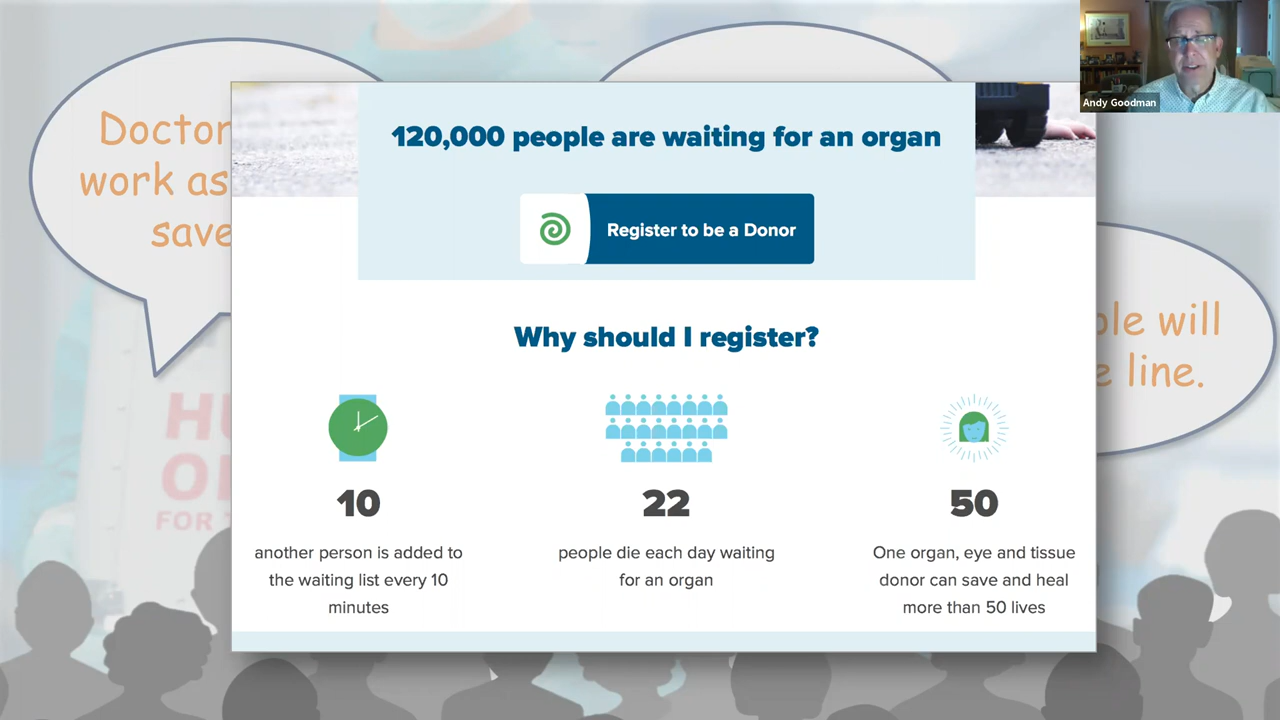 Andy Goodman
Doctor
work as
save
120,000 people are waiting for an organ
Register to be a Donor
Why should I register?
will
line.
10
another person is added to
the waiting list every 10
minutes
22
people die each day waiting
for an organ
50
One organ, eye and tissue
donor can save and heal
more than 50 lives
FOR